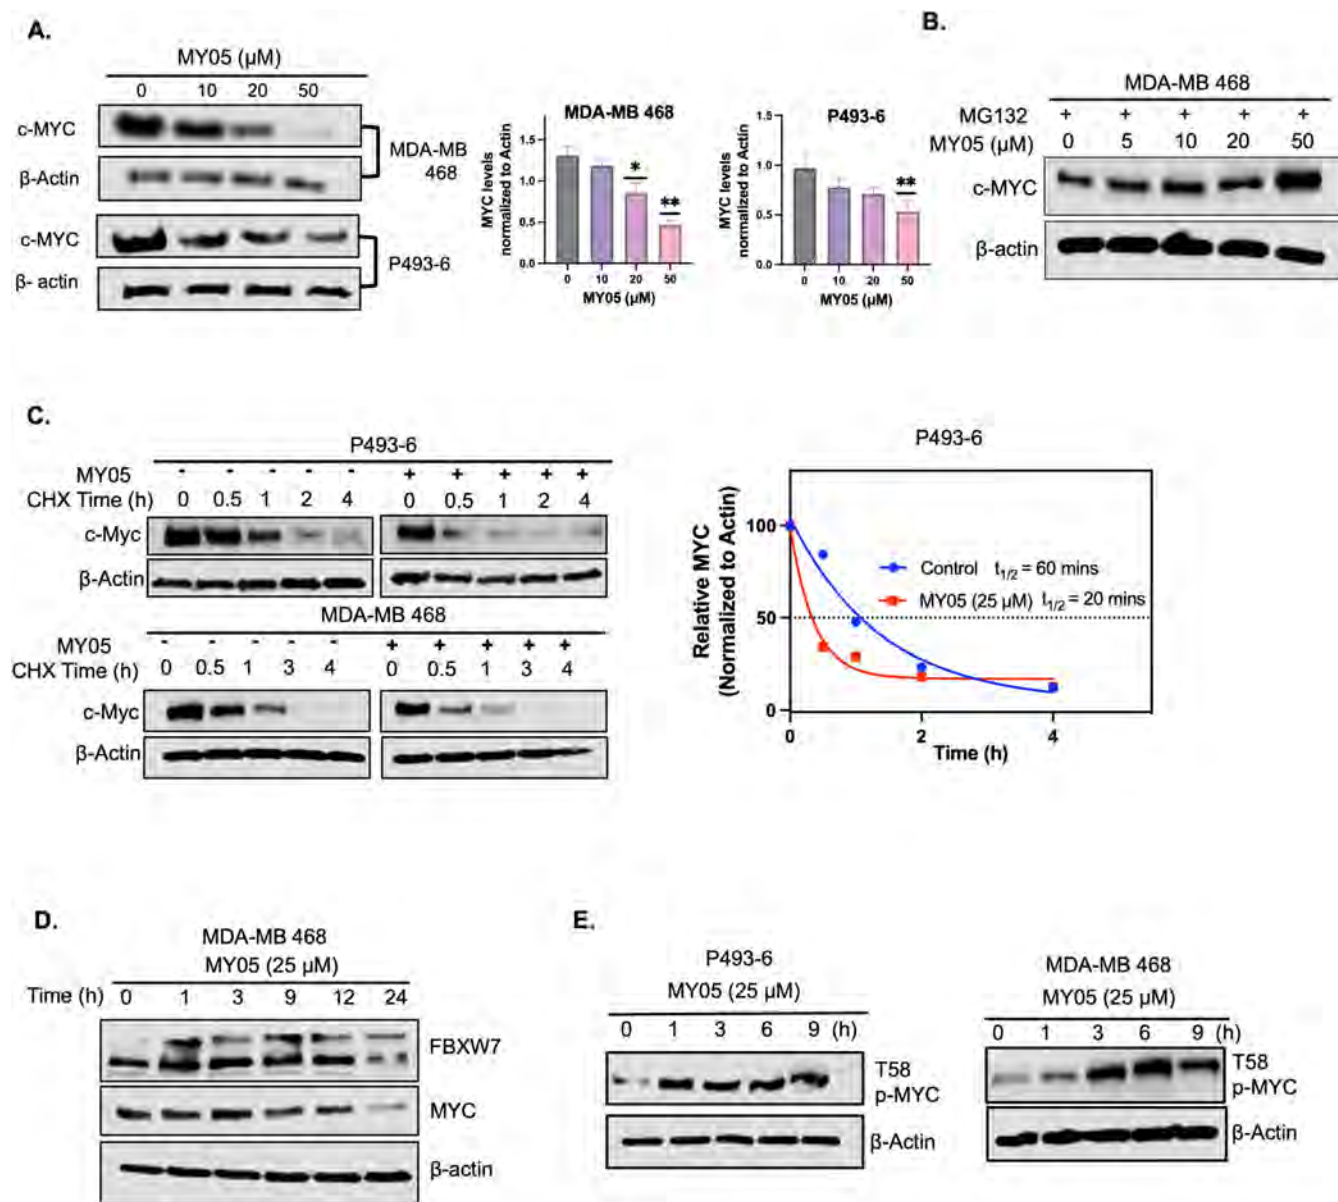 A.
MY05 (µM)
0 10 20 50
c-MYC
β-Actin
MDA-MB
468
c-MYC
β- actin
P493-6
MDA-MB 468
MYC levels
normalized to Actin
1.5
1.0
0.5
0.0
* **
0 10 20 50
MY05 (µM)
P493-6
MYC levels
normalized to Actin
1.5
1.0
0.5
0.0
**
0 10 20 50
MY05 (µM)
B.
MDA-MB 468
MG132 + + + + +
MY05 (µM) 0 5 10 20 50
c-MYC
β-actin
C.
P493-6
MY05 - - - - - + + + + +
CHX Time (h) 0 0.5 1 2 4 0 0.5 1 2 4
c-Myc
β-Actin
MDA-MB 468
MY05 - - - - - + + + + +
CHX Time (h) 0 0.5 1 3 4 0 0.5 1 3 4
c-Myc
β-Actin
P493-6
Relative MYC
(Normalized to Actin)
100
50
0
Control t1/2 = 60 mins
MY05 (25 µM) t1/2 = 20 mins
0 2 4
Time (h)
D.
MDA-MB 468
MY05 (25 µM)
Time (h) 0 1 3 9 12 24
FBXW7
MYC
β-actin
E.
P493-6
MY05 (25 µM)
0 1 3 6 9 (h)
T58
p-MYC
β-Actin
MDA-MB 468
MY05 (25 µM)
0 1 3 6 9 (h)
T58
p-MYC
β-Actin